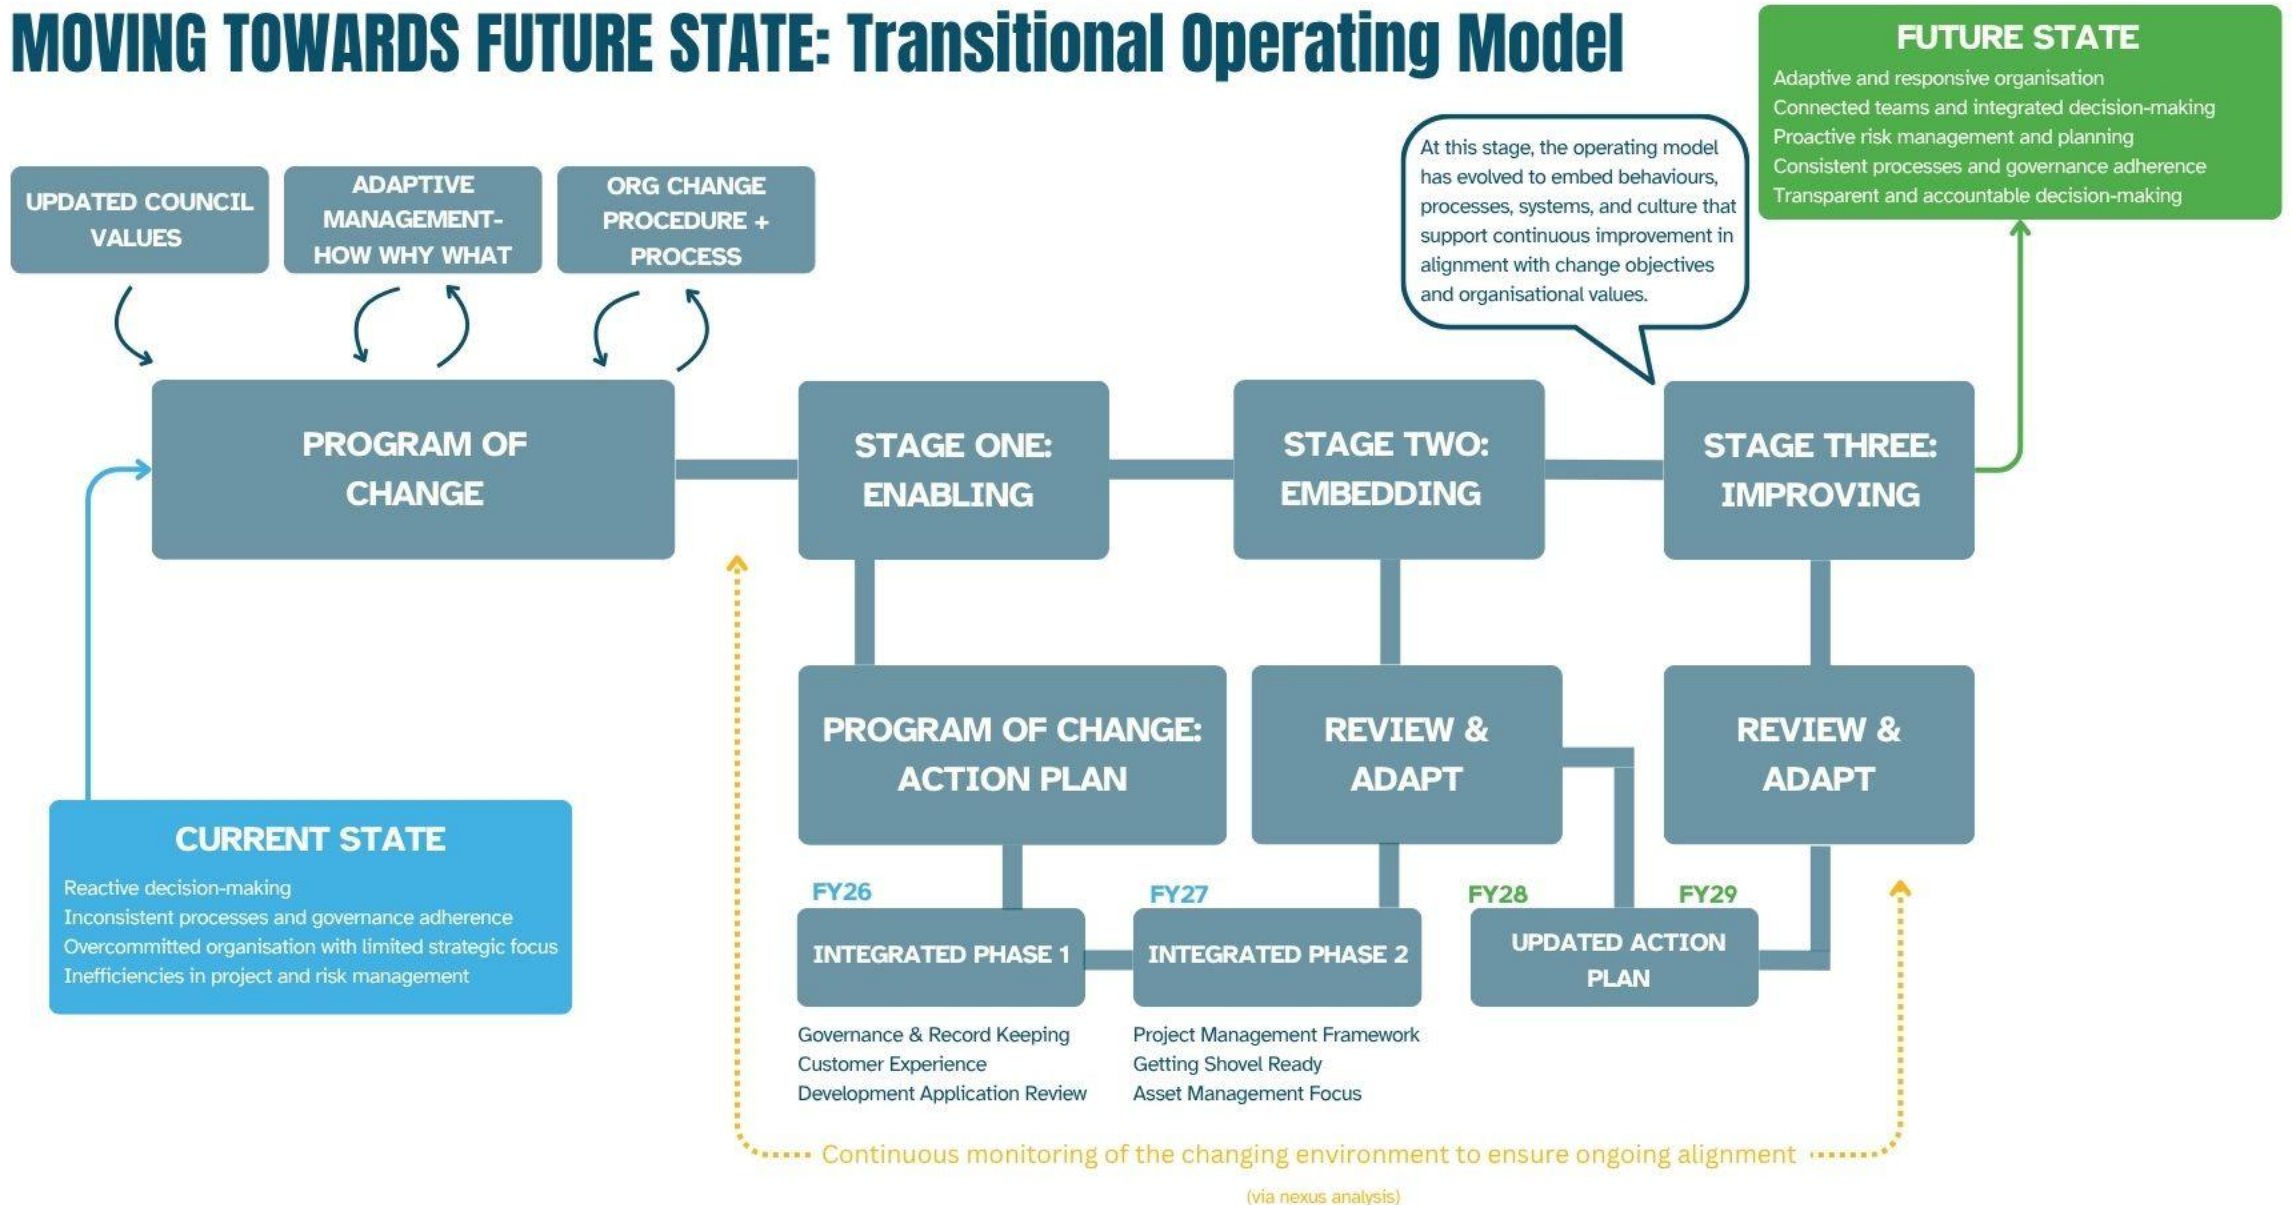 MOVING TOWARDS FUTURE STATE: Transitional Operating Model
FUTURE STATE
Adaptive and responsive organisation
Connected teams and integrated decision-making
Proactive risk management and planning
Consistent processes and governance adherence
Transparent and accountable decision-making
At this stage, the operating model
has evolved to embed behaviours,
processes, systems, and culture that
support continuous improvement in
alignment with change objectives
and organisational values.
UPDATED COUNCIL
VALUES
ADAPTIVE
MANAGEMENT-
HOW WHY WHAT
ORG CHANGE
PROCEDURE +
PROCESS
PROGRAM OF
CHANGE
STAGE ONE:
ENABLING
STAGE TWO:
EMBEDDING
STAGE THREE:
IMPROVING
PROGRAM OF CHANGE:
ACTION PLAN
REVIEW &
ADAPT
REVIEW &
ADAPT
CURRENT STATE
Reactive decision-making
Inconsistent processes and governance adherence
Overcommitted organisation with limited strategic focus
Inefficiencies in project and risk management
FY26
INTEGRATED PHASE 1
Governance & Record Keeping
Customer Experience
Development Application Review
FY27
INTEGRATED PHASE 2
Project Management Framework
Getting Shovel Ready
Asset Management Focus
FY28
FY29
UPDATED ACTION
PLAN
Continuous monitoring of the changing environment to ensure ongoing alignment
(via nexus analysis)